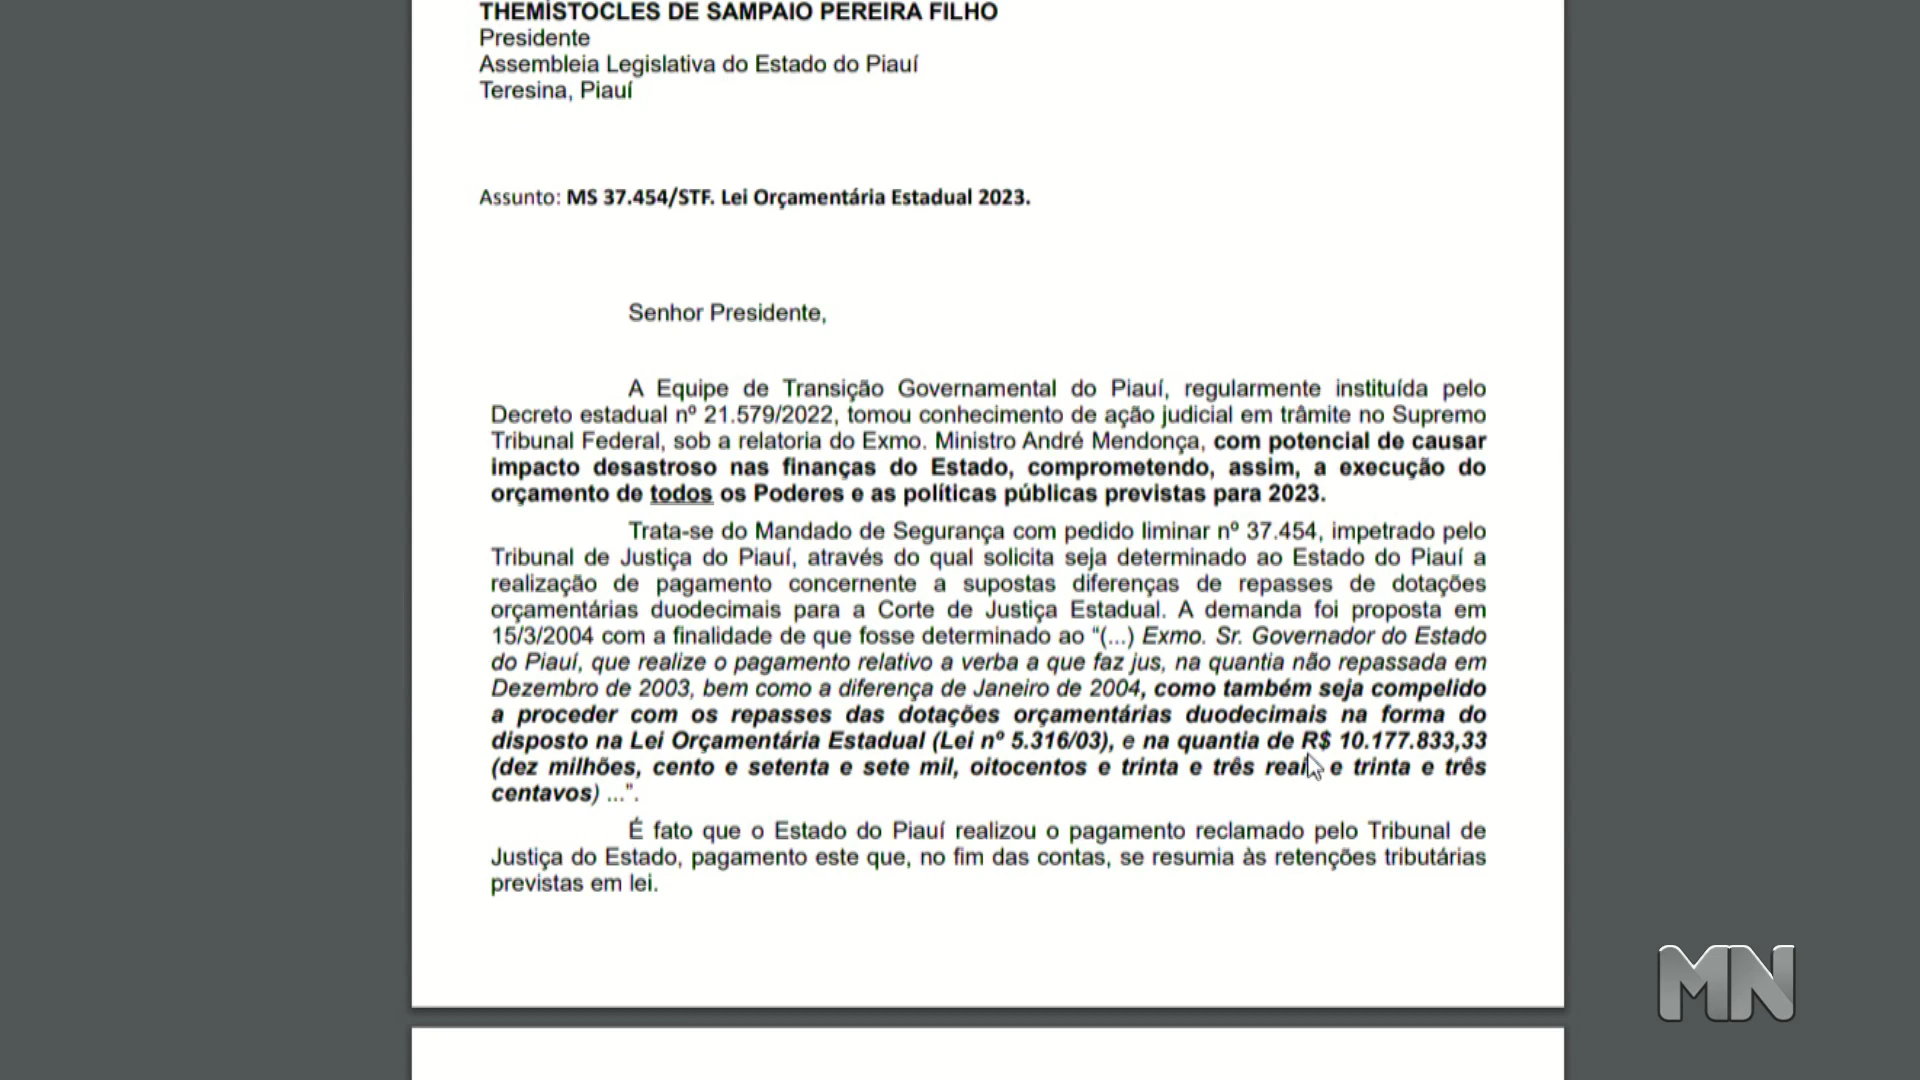 THEMÍSTOCLES DE SAMPAIO PEREIRA FILHO
Presidente
Assembleia Legislativa do Estado do Piauí
Teresina, Piauí
Assunto: MS 37.454/STF. Lei Orçamentária Estadual 2023.
Senhor Presidente,
A Equipe de Transição Governamental do Piauí, regularmente instituída pelo
Decreto estadual nº 21.579/2022, tomou conhecimento de ação judicial em trâmite no Supremo
Tribunal Federal, sob a relatoria do Exmo. Ministro André Mendonça, com potencial de causar
impacto desastroso nas finanças do Estado, comprometendo, assim, a execução do
orçamento de todos os Poderes e as políticas públicas previstas para 2023.
Trata-se do Mandado de Segurança com pedido liminar nº 37.454, impetrado pelo
Tribunal de Justiça do Piauí, através do qual solicita seja determinado ao Estado do Piauí a
realização de pagamento concernente a supostas diferenças de repasses de dotações
orçamentárias duodecimais para a Corte de Justiça Estadual. A demanda foi proposta em
15/3/2004 com a finalidade de que fosse determinado ao “(...) Exmo. Sr. Governador do Estado
do Piauí, que realize o pagamento relativo a verba a que faz jus, na quantia não repassada em
Dezembro de 2003, bem como a diferença de Janeiro de 2004, como também seja compelido
a proceder com os repasses das dotações orçamentárias duodecimais na forma do
disposto na Lei Orçamentária Estadual (Lei nº 5.316/03), e na quantia de R$ 10.177.833,33
(dez milhões, cento e setenta e sete mil, oitocentos e trinta e três reais e trinta e três
centavos) ...”.
É fato que o Estado do Piauí realizou o pagamento reclamado pelo Tribunal de
Justiça do Estado, pagamento este que, no fim das contas, se resumia às retenções tributárias
previstas em lei.
MN